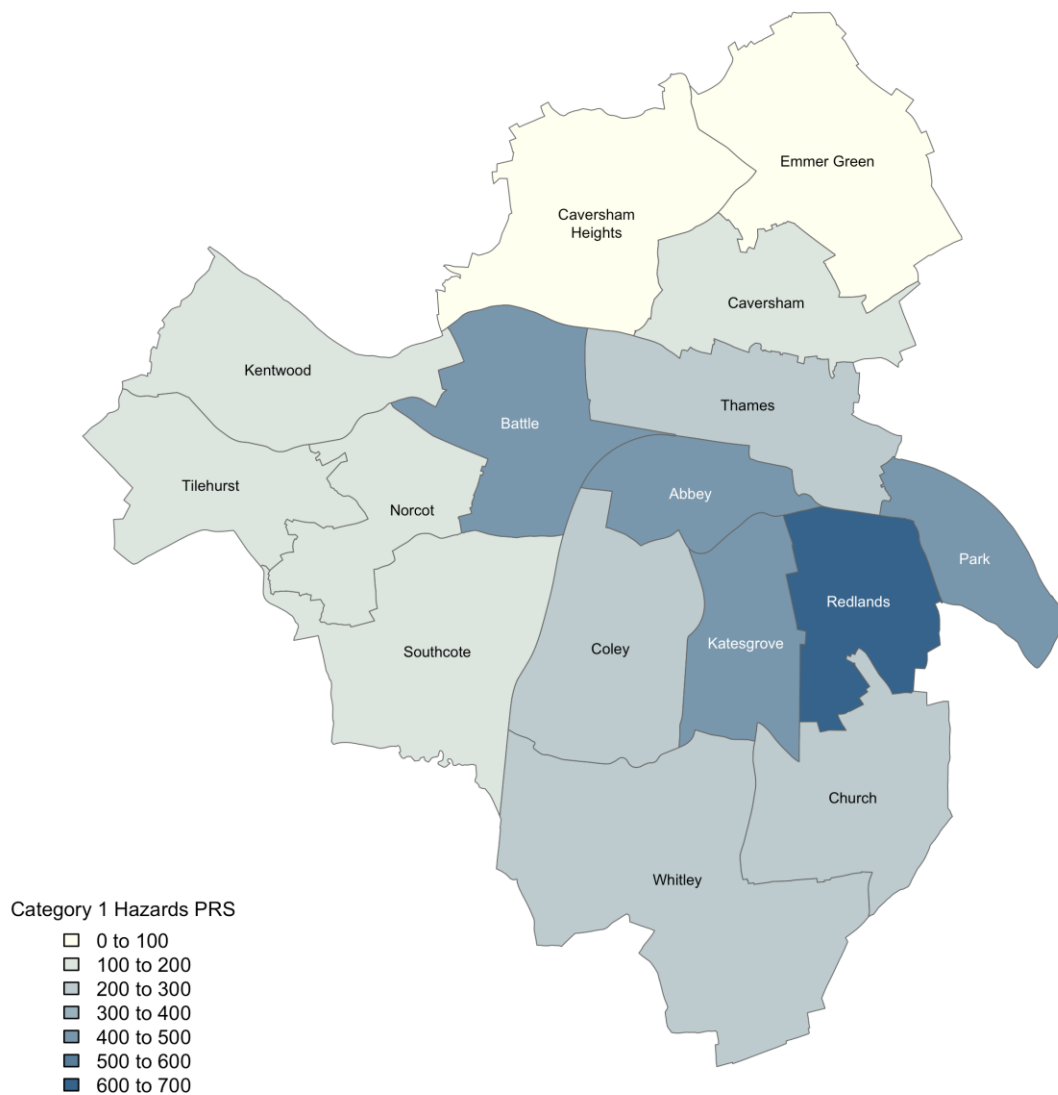 Emmer Green
Caversham
Heights
Caversham
Kentwood
Thames
Battle
Tilehurst
Abbey
Norcot
Park
Redlands
Katesgrove
Coley
Southcote
Church
Whitley
Category 1 Hazards PRS
0 to 100
100 to 200
200 to 300
300 to 400
400 to 500
500 to 600
600 to 700